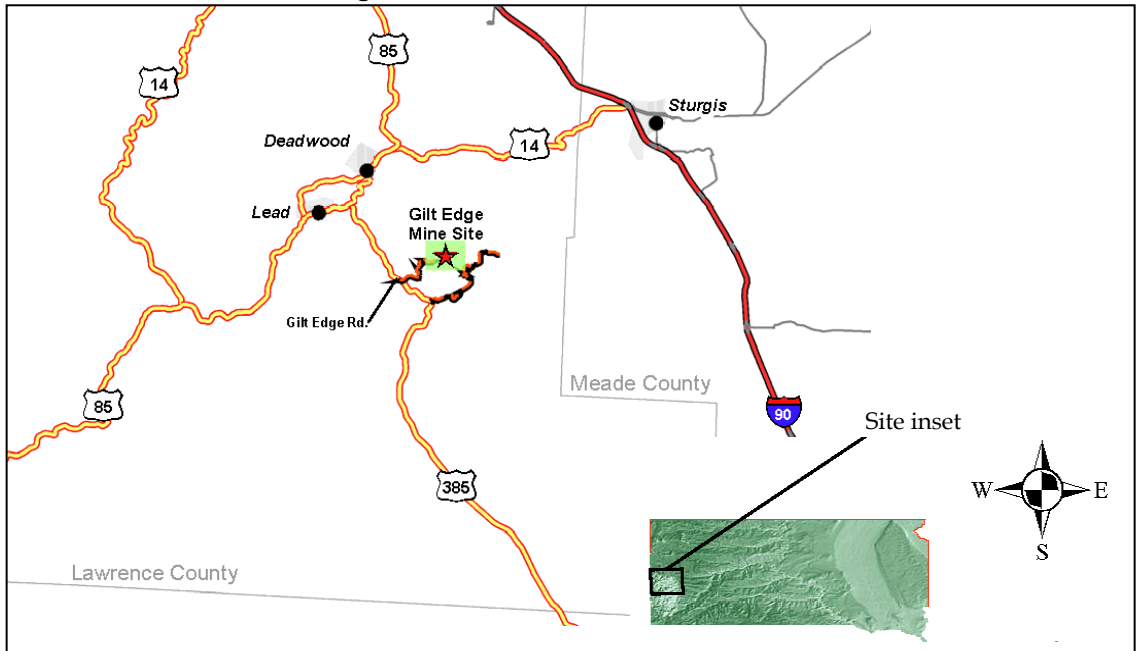 85
14
Sturgis
Deadwood
14
Lead
Gilt Edge
Mine Site
Gilt Edge Rd.
Meade County
85
90
Site inset
385
W
E
S
Lawrence County